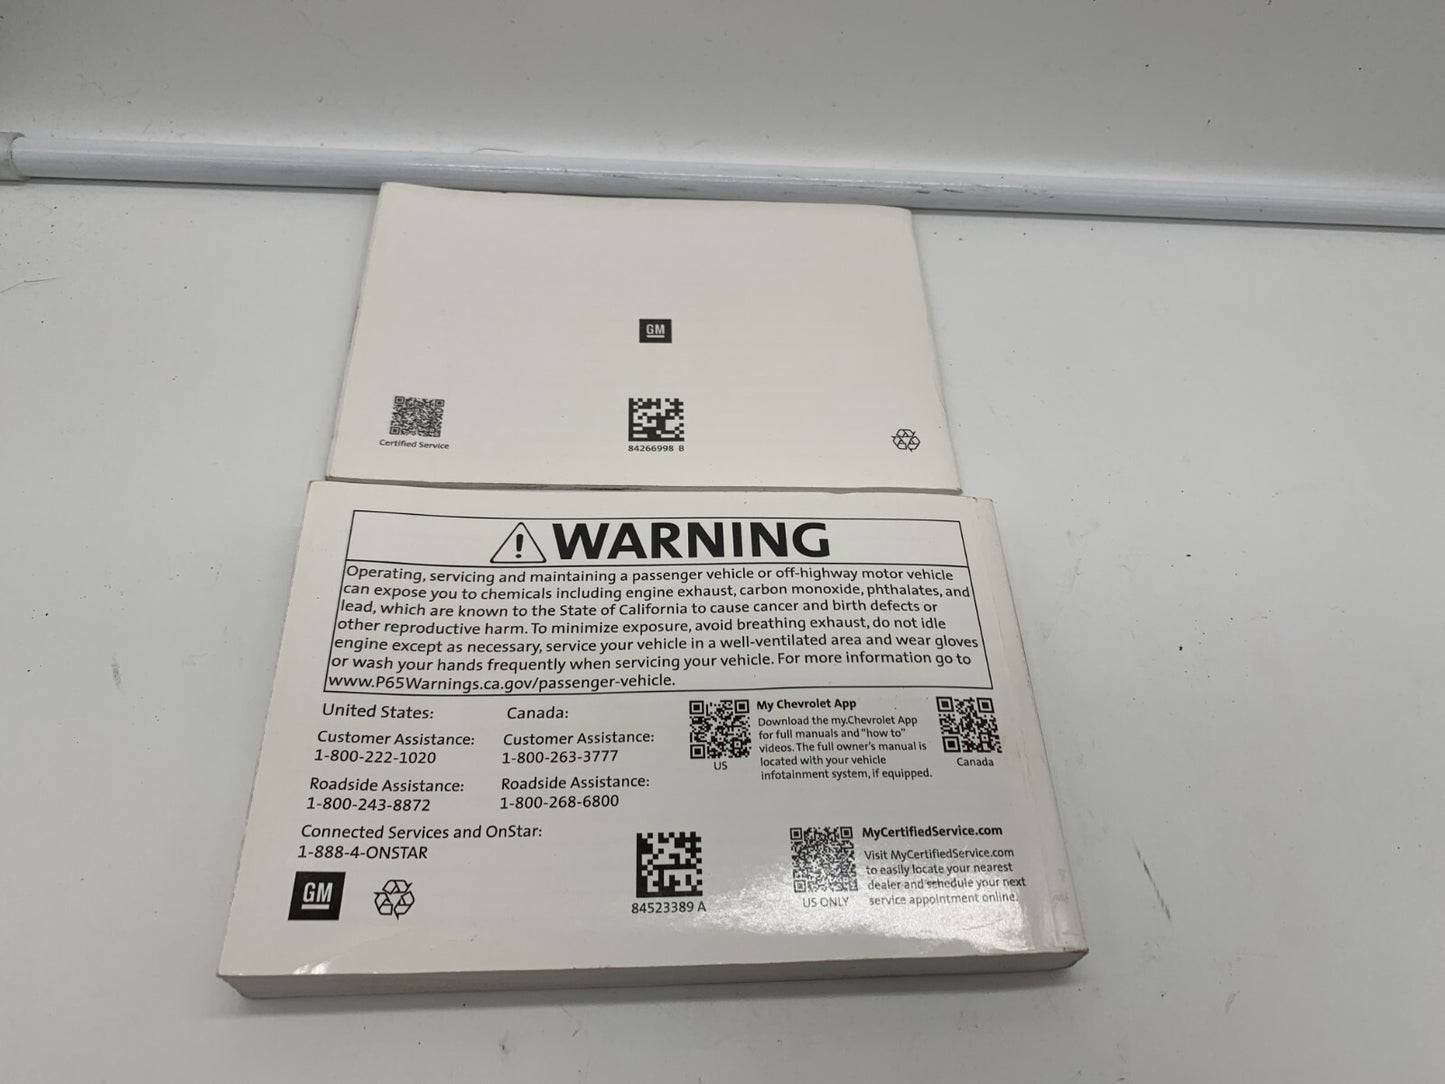 GM
Certified Service
84266998 B
WARNING
Operating, servicing and maintaining a passenger vehicle or off-highway motor vehicle
can expose you to chemicals including engine exhaust, carbon monoxide, phthalates, and
lead, which are known to the State of California to cause cancer and birth defects or
other reproductive harm. To minimize exposure, avoid breathing exhaust, do not idle
engine except as necessary, service your vehicle in a well-ventilated area and wear gloves
or wash your hands frequently when servicing your vehicle. For more information go to
www.P65Warnings.ca.gov/passenger-vehicle.
United States:
Customer Assistance:
1-800-222-1020
Roadside Assistance:
1-800-243-8872
Canada:
Customer Assistance:
1-800-263-3777
Roadside Assistance:
1-800-268-6800
Connected Services and OnStar:
1-888-4-ONSTAR
US
My Chevrolet App
Download the my.Chevrolet App
for full manuals and "how to"
videos. The full owner's manual is
located with your vehicle
infotainment system, if equipped.
Canada
GM
84523389 A
US ONLY
MyCertifiedService.com
Visit MyCertifiedService.com
to easily locate your nearest
dealer and schedule your next
service appointment online.